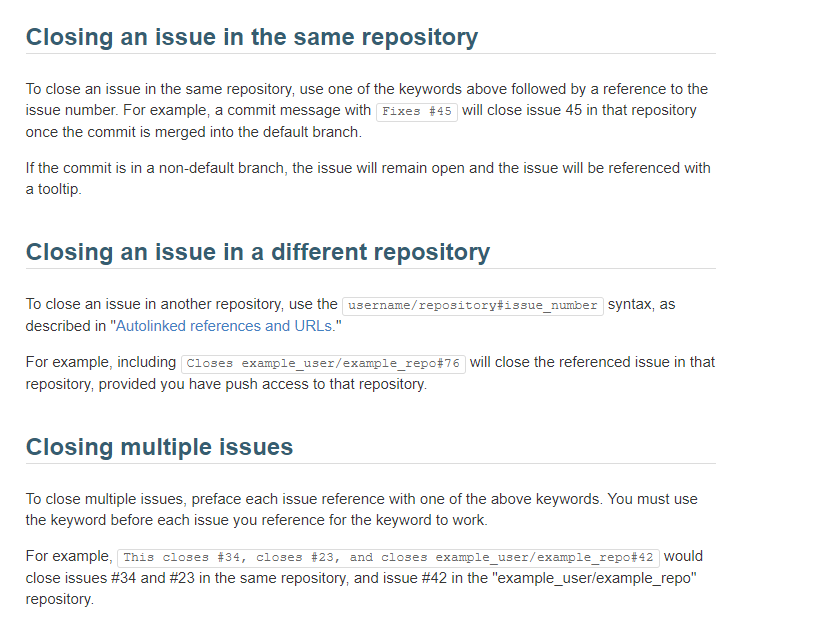 Closing an issue in the same repository
To close an issue in the same repository, use one of the keywords above followed by a reference to the
issue number. For example, a commit message with Fixes #45 will close issue 45 in that repository
once the commit is merged into the default branch.
If the commit is in a non-default branch, the issue will remain open and the issue will be referenced with
a tooltip.
Closing an issue in a different repository
To close an issue in another repository, use the username/repository#issue_number syntax, as
described in "Autolinked references and URLs."
For example, including Closes example_user/example_repo#76 will close the referenced issue in that
repository, provided you have push access to that repository.
Closing multiple issues
To close multiple issues, preface each issue reference with one of the above keywords. You must use
the keyword before each issue you reference for the keyword to work.
For example, This closes #34, closes #23, and closes example_user/example_repo#42 would
close issues #34 and #23 in the same repository, and issue #42 in the "example_user/example_repo"
repository.